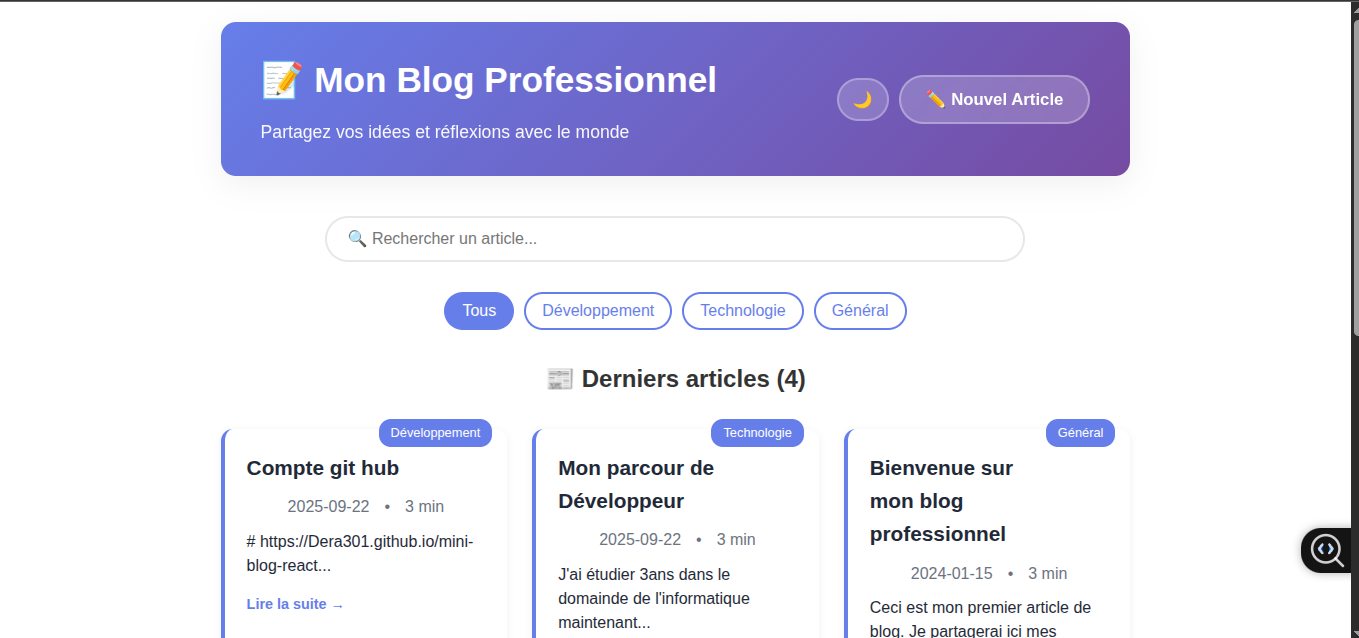 📝 Mon Blog Professionnel
Partagez vos idées et réflexions avec le monde
🌙
✏️ Nouvel Article
🔍 Rechercher un article...
Tous
Développement
Technologie
Général
📰 Derniers articles (4)
Développement
Compte git hub
2025-09-22 • 3 min
# https://Dera301.github.io/mini-
blog-react...
Lire la suite →
Technologie
Mon parcour de
Développeur
2025-09-22 • 3 min
J'ai étudier 3ans dans le
domainde de l'informatique
maintenant...
Général
Bienvenue sur
mon blog
professionnel
2024-01-15 • 3 min
Ceci est mon premier article de
blog. Je partagerai ici mes